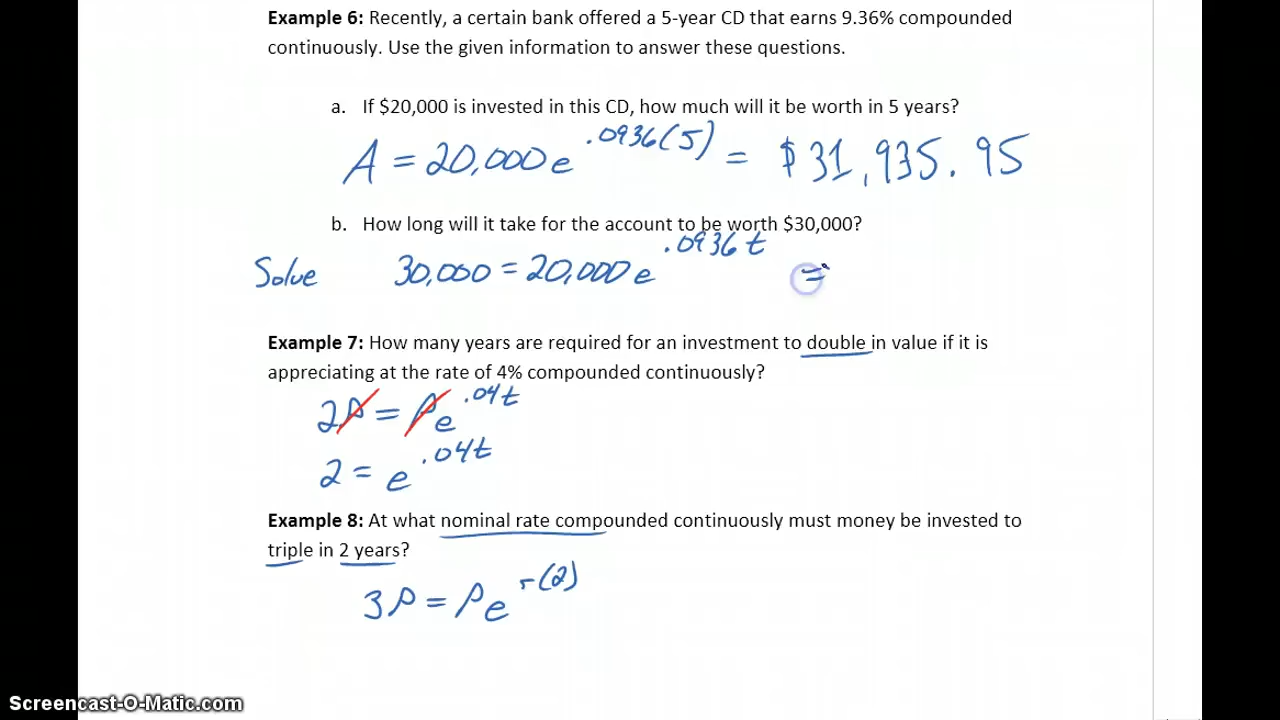 Example 6: Recently, a certain bank offered a 5-year CD that earns 9.36% compounded
continuously. Use the given information to answer these questions.
a. If $20,000 is invested in this CD, how much will it be worth in 5 years?
A = 20,000e^.0936(5) = $31,935.95
b. How long will it take for the account to be worth $30,000?
Solve 30,000 = 20,000e^.0936t =
Example 7: How many years are required for an investment to double in value if it is
appreciating at the rate of 4% compounded continuously?
2P = Pe^.04t
2 = e^.04t
Example 8: At what nominal rate compounded continuously must money be invested to
triple in 2 years?
3P = Pe^r(2)
Screencast-O-Matic.com